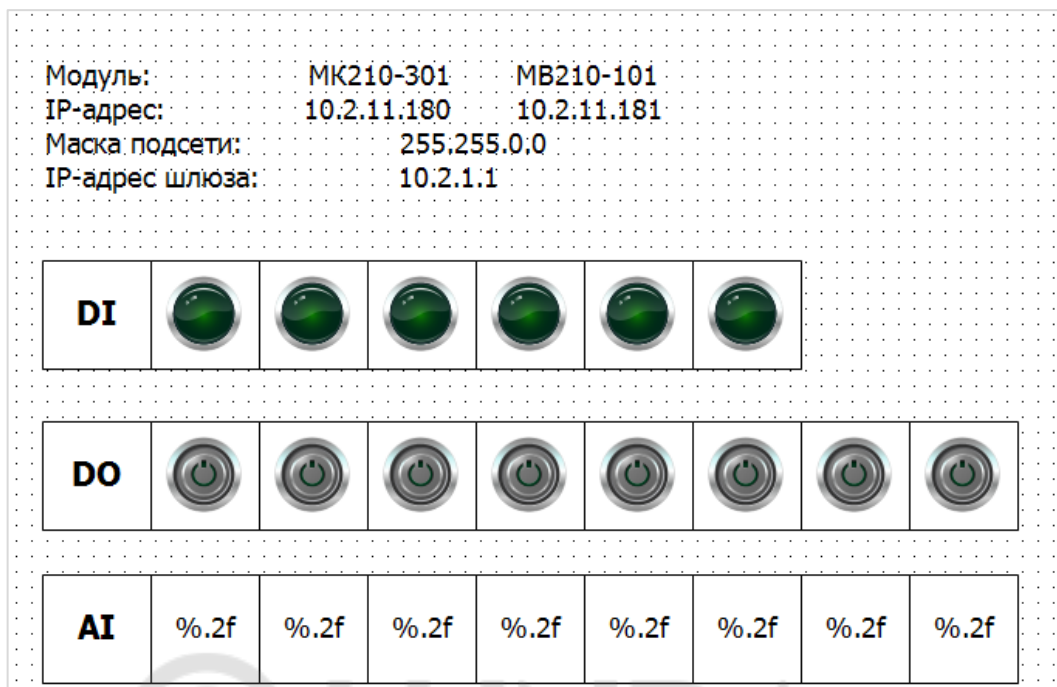 Модуль: МК210-301 МВ210-101
IP-адрес: 10.2.11.180 10.2.11.181
Маска подсети: 255.255.0.0
IP-адрес шлюза: 10.2.1.1
DI
DO
AI %.2f %.2f %.2f %.2f %.2f %.2f %.2f %.2f